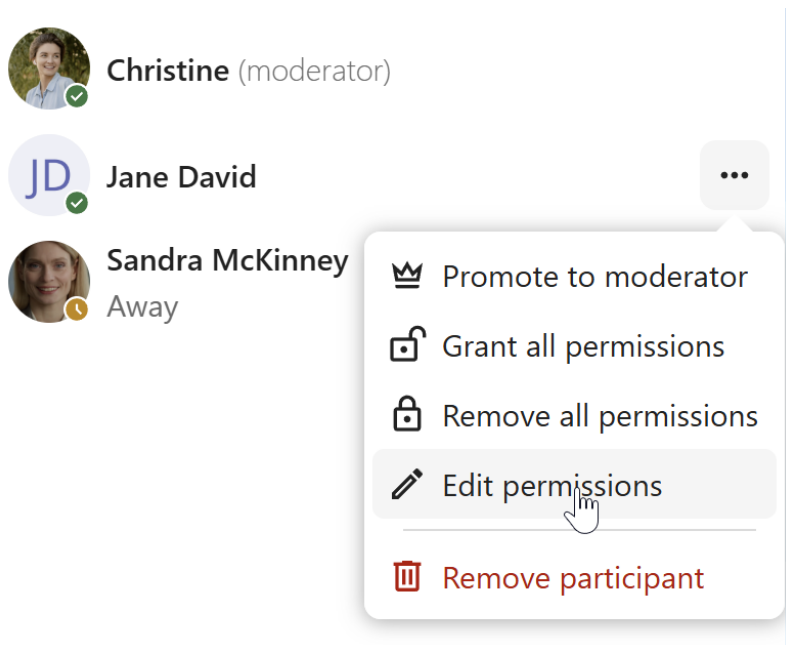 Christine (moderator)
JD
Jane David
Sandra McKinney
Away
Promote to moderator
Grant all permissions
Remove all permissions
Edit permissions
Remove participant